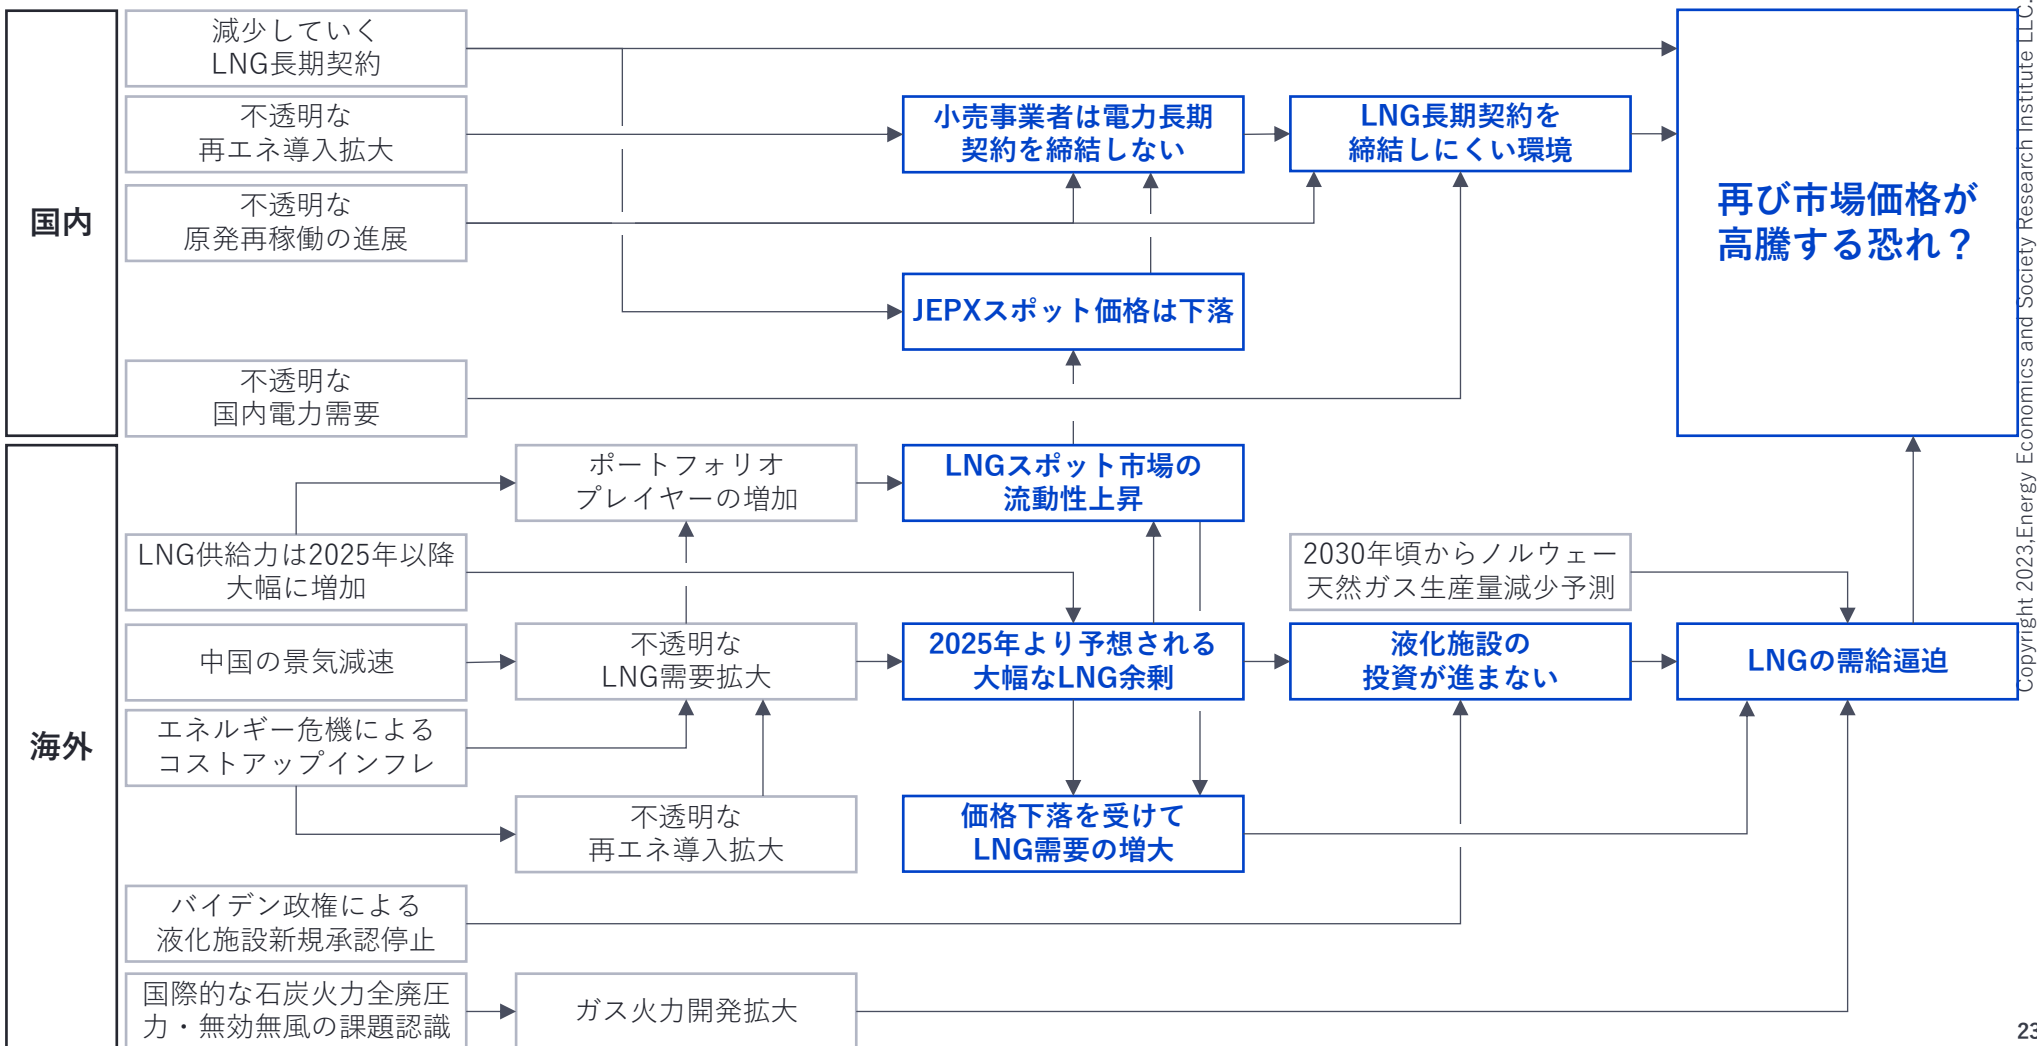 国内
減少していく
LNG長期契約
不透明な
再エネ導入拡大
不透明な
原発再稼働の進展
不透明な
国内電力需要
小売事業者は電力長期
契約を締結しない
LNG長期契約を
締結しにくい環境
JEPXスポット価格は下落
再び市場価格が
高騰する恐れ？
海外
LNG供給力は2025年以降
大幅に増加
中国の景気減速
エネルギー危機による
コストアップインフレ
バイデン政権による
液化施設新規承認停止
国際的な石炭火力全廃圧
力・無効無風の課題認識
ポートフォリオ
プレイヤーの増加
不透明な
LNG需要拡大
不透明な
再エネ導入拡大
ガス火力開発拡大
LNGスポット市場の
流動性上昇
2025年より予想される
大幅なLNG余剰
価格下落を受けて
LNG需要の増大
2030年頃からノルウェー
天然ガス生産量減少予測
液化施設の
投資が進まない
LNGの需給逼迫
Copyright 2023,Energy Economics and Society Research Institute LLC.
23